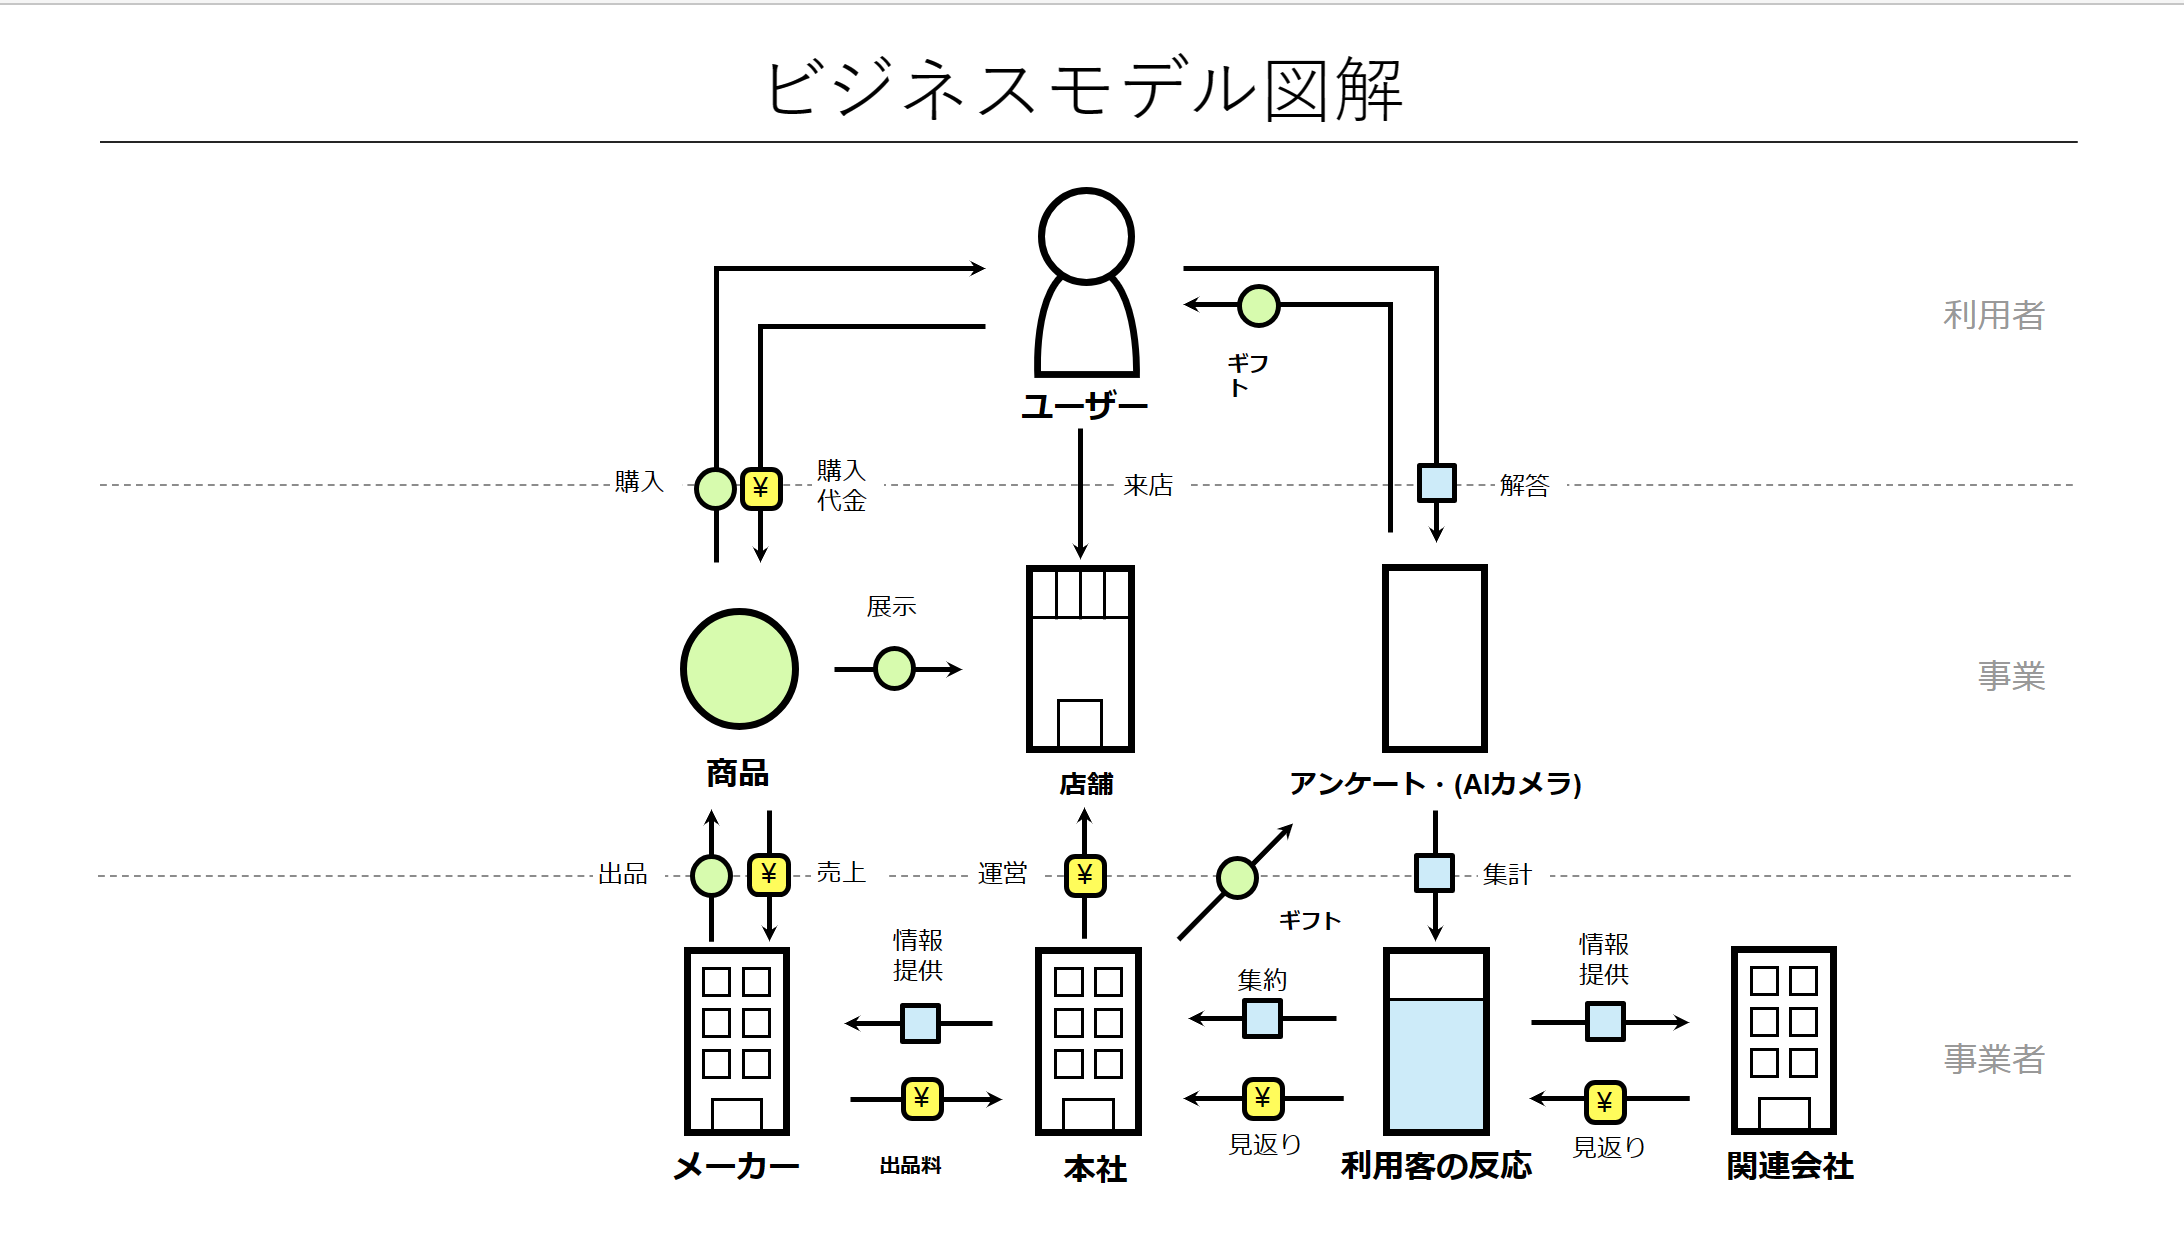 ビジネスモデル図解
利用者
ギフ
ト
ユーザー
購入
¥
購入
代金
来店
解答
展示
事業
商品
店舗
アンケート・(AIカメラ)
出品
¥
売上
運営
¥
集計
ギフト
情報
提供
集約
情報
提供
事業者
¥
¥
¥
見返り
見返り
メーカー
出品料
本社
利用客の反応
関連会社